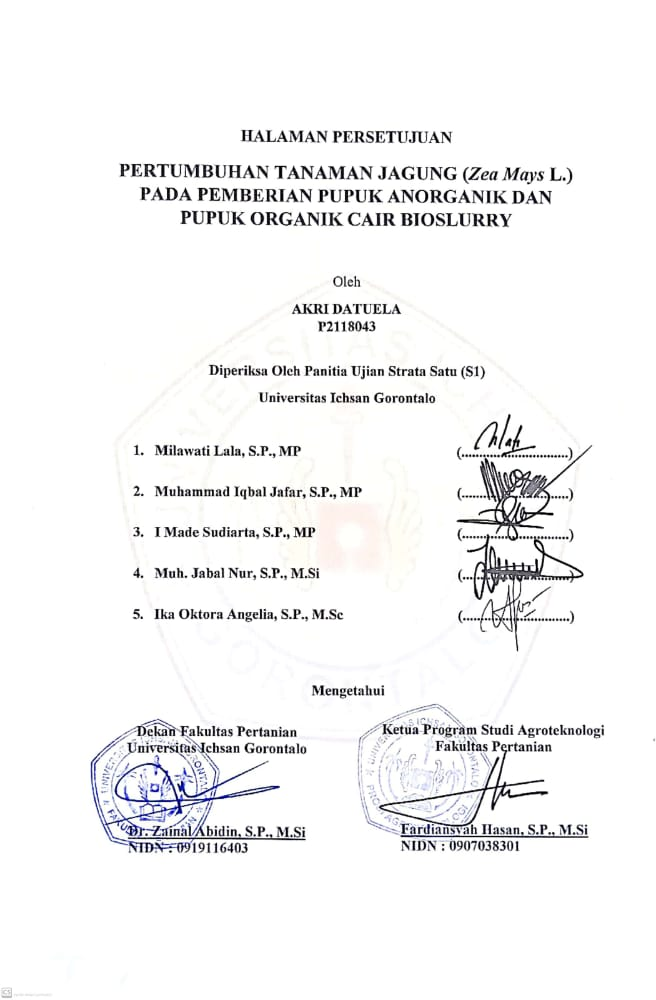 HALAMAN PERSETUJUAN
PERTUMBUHAN TANAMAN JAGUNG (Zea Mays L.)
PADA PEMBERIAN PUPUK ANORGANIK DAN
PUPUK ORGANIK CAIR BIOSLURRY
Oleh
AKRI DATUELA
P2118043
Diperiksa Oleh Panitia Ujian Strata Satu (S1)
Universitas Ichsan Gorontalo
1. Milawati Lala, S.P., MP (..............................)
2. Muhammad Iqbal Jafar, S.P., MP (..............................)
3. I Made Sudiarta, S.P., MP (..............................)
4. Muh. Jabal Nur, S.P., M.Si (..............................)
5. Ika Oktora Angelia, S.P., M.Sc (..............................)
Mengetahui
Dekan Fakultas Pertanian
Universitas Ichsan Gorontalo
Dr. Zainal Abidin, S.P., M.Si
NIDN : 0919116403
Ketua Program Studi Agroteknologi
Fakultas Pertanian
Fardiansyah Hasan, S.P., M.Si
NIDN : 0907038301
CS